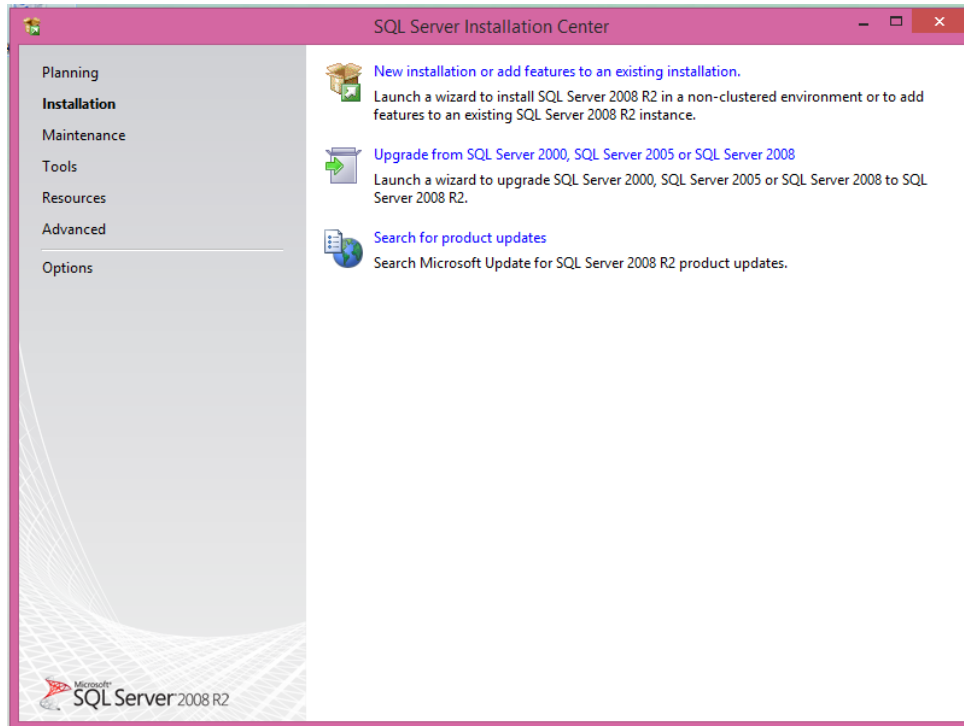 SQL Server Installation Center
Planning
Installation
Maintenance
Tools
Resources
Advanced
Options
New installation or add features to an existing installation.
Launch a wizard to install SQL Server 2008 R2 in a non-clustered environment or to add
features to an existing SQL Server 2008 R2 instance.
Upgrade from SQL Server 2000, SQL Server 2005 or SQL Server 2008
Launch a wizard to upgrade SQL Server 2000, SQL Server 2005 or SQL Server 2008 to SQL
Server 2008 R2.
Search for product updates
Search Microsoft Update for SQL Server 2008 R2 product updates.
Microsoft®
SQL Server 2008 R2